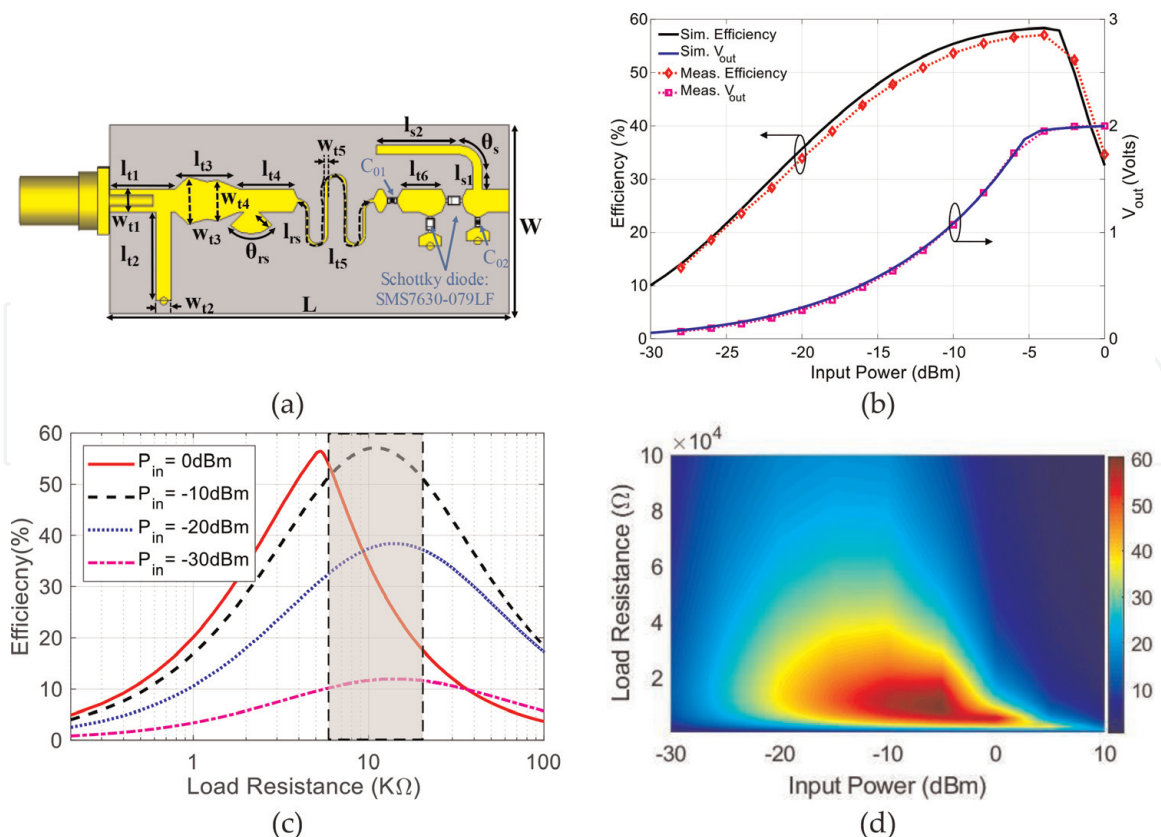 l_s2
θ_s
l_t1
l_t3
l_t4
w_t5
C_01
l_t6
l_s1
w_t4
w_t1
w_t3
l_rs
θ_rs
l_t5
W
l_t2
C_02
Schottky diode:
SMS7630-079LF
w_t2
L
(a)
60
50
40
30
20
10
0
Efficiency (%)
Sim. Efficiency
Sim. V_out
Meas. Efficiency
Meas. V_out
3
2
1
0
V_out (Volts)
-30 -25 -20 -15 -10 -5 0
Input Power (dBm)
(b)
60
50
40
30
20
10
0
Efficiecny(%)
P_in= 0dBm
P_in= -10dBm
P_in= -20dBm
P_in= -30dBm
1 10 100
Load Resistance (KΩ)
(c)
× 10^4
10
8
6
4
2
Load Resistance (Ω)
-30 -20 -10 0 10
Input Power (dBm)
60
50
40
30
20
10
(d)